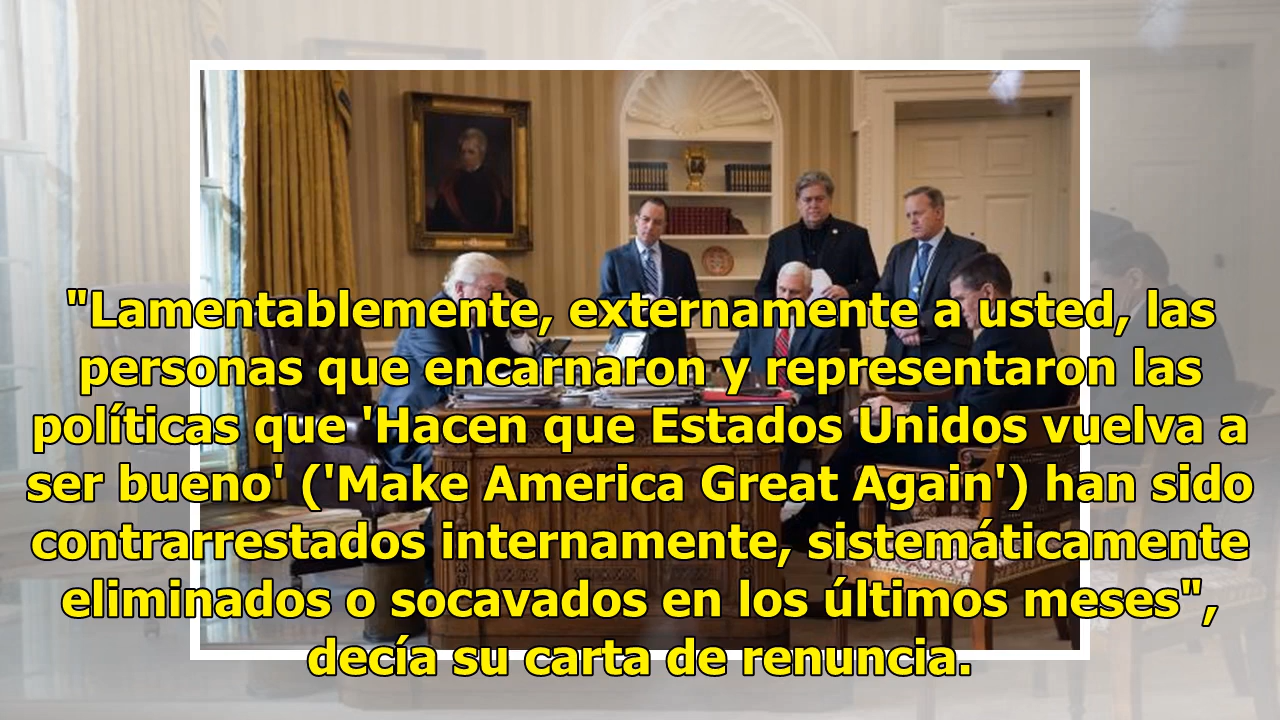 "Lamentablemente, externamente a usted, las
personas que encarnaron y representaron las
políticas que 'Hacen que Estados Unidos vuelva a
ser bueno' ('Make America Great Again') han sido
contrarrestados internamente, sistemáticamente
eliminados o socavados en los últimos meses",
decía su carta de renuncia.